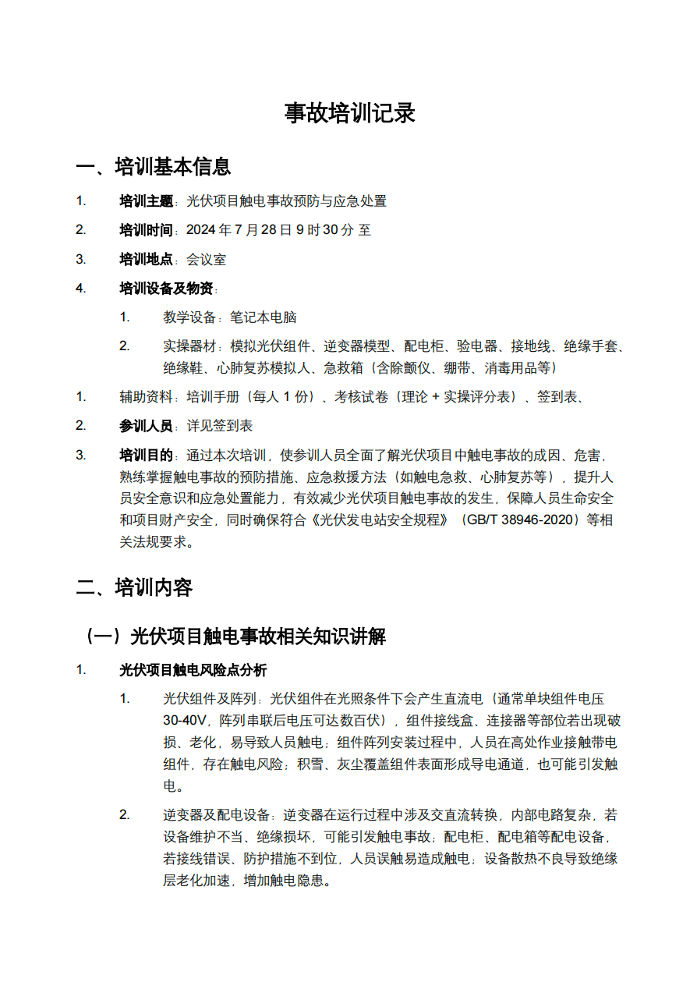 事故培训记录
一、培训基本信息
1. 培训主题：光伏项目触电事故预防与应急处置
2. 培训时间：2024 年 7 月 28 日 9 时 30 分 至
3. 培训地点：会议室
4. 培训设备及物资：
1. 教学设备：笔记本电脑
2. 实操器材：模拟光伏组件、逆变器模型、配电柜、验电器、接地线、绝缘手套、
绝缘鞋、心肺复苏模拟人、急救箱（含除颤仪、绷带、消毒用品等）
1. 辅助资料：培训手册（每人 1 份）、考核试卷（理论 + 实操评分表）、签到表、
2. 参训人员：详见签到表
3. 培训目的：通过本次培训，使参训人员全面了解光伏项目中触电事故的成因、危害，
熟练掌握触电事故的预防措施、应急救援方法（如触电急救、心肺复苏等），提升人
员安全意识和应急处置能力，有效减少光伏项目触电事故的发生，保障人员生命安全
和项目财产安全，同时确保符合《光伏发电站安全规程》（GB/T 38946-2020）等相
关法规要求。
二、培训内容
（一）光伏项目触电事故相关知识讲解
1. 光伏项目触电风险点分析
1. 光伏组件及阵列：光伏组件在光照条件下会产生直流电（通常单块组件电压
30-40V，阵列串联后电压可达数百伏），组件接线盒、连接器等部位若出现破
损、老化，易导致人员触电；组件阵列安装过程中，人员在高处作业接触带电
组件，存在触电风险；积雪、灰尘覆盖组件表面形成导电通道，也可能引发触
电。
2. 逆变器及配电设备：逆变器在运行过程中涉及交直流转换，内部电路复杂，若
设备维护不当、绝缘损坏，可能引发触电事故；配电柜、配电箱等配电设备，
若接线错误、防护措施不到位，人员误触易造成触电；设备散热不良导致绝缘
层老化加速，增加触电隐患。